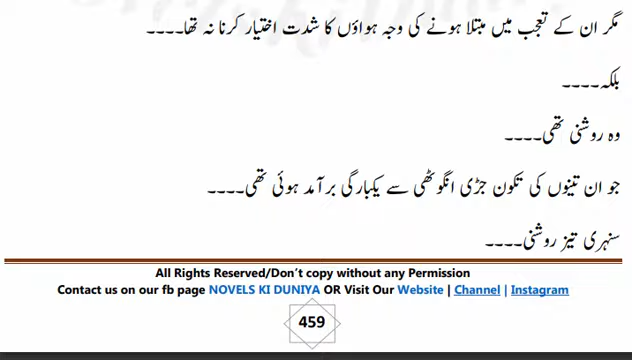 مگر ان کے تعجب میں مبتلا ہونے کی وجہ ہواؤں کا شدت اختیار کرنا نہ تھا۔۔۔۔
بلکہ۔۔۔۔
وہ روشنی تھی۔۔۔۔
جو ان تینوں کی تکون جڑی انگوٹھی سے یکبارگی برآمد ہوئی تھی۔۔۔۔
سنہری تیز روشنی۔۔۔۔
All Rights Reserved/Don’t copy without any Permission
Contact us on our fb page NOVELS KI DUNIYA OR Visit Our Website | Channel | Instagram
459